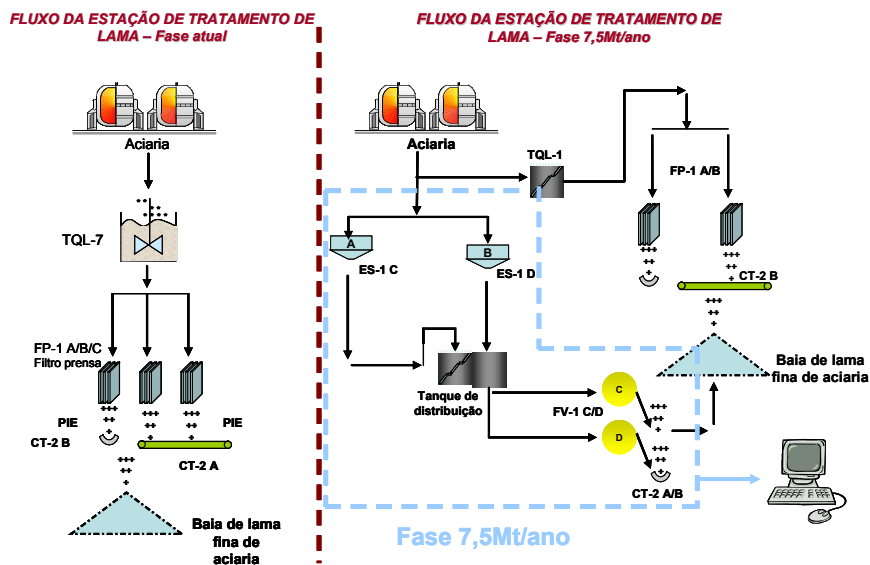 FLUXO DA ESTAÇÃO DE TRATAMENTO DE
LAMA – Fase atual
Aciaria
TQL-7
FP-1 A/B/C
Filtro prensa
PIE
PIE
CT-2 B
CT-2 A
Baia de lama
fina de
aciaria
FLUXO DA ESTAÇÃO DE TRATAMENTO DE
LAMA – Fase 7,5Mt/ano
Aciaria
TQL-1
FP-1 A/B
A
B
ES-1 C
ES-1 D
CT-2 B
Baia de lama
fina de aciaria
Tanque de
distribuição
FV-1 C/D
C
D
CT-2 A/B
Fase 7,5Mt/ano